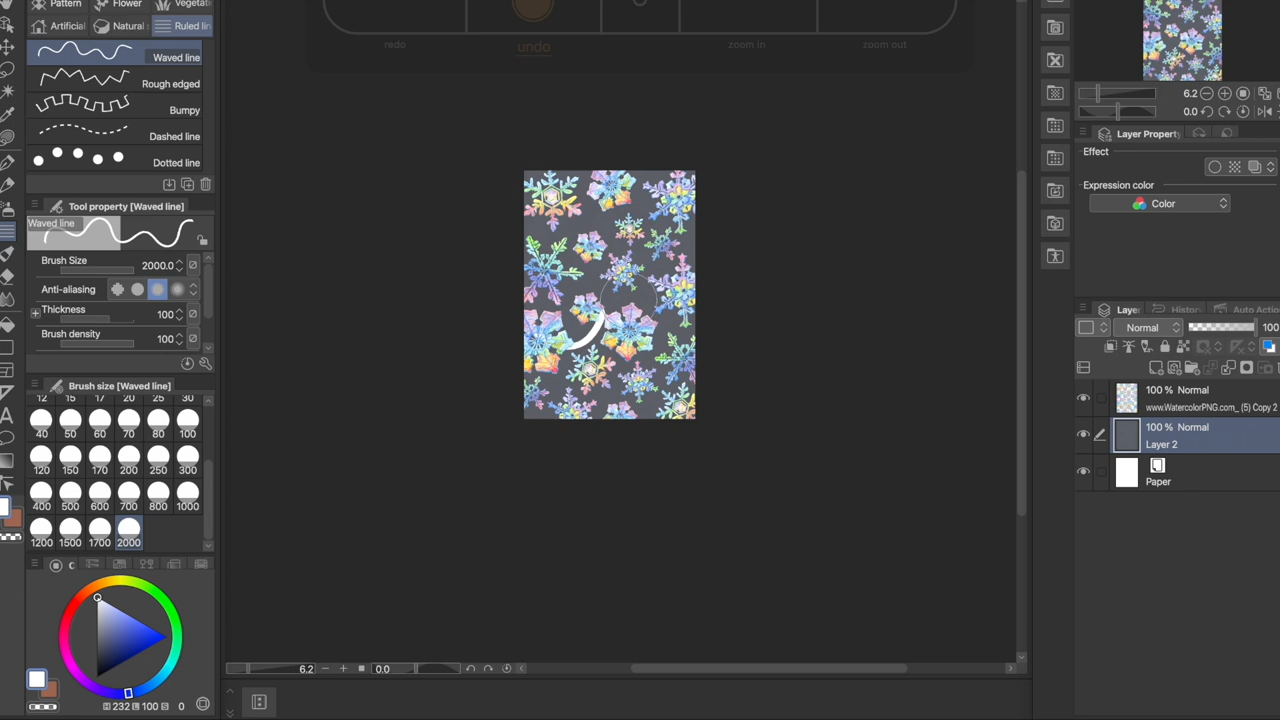 Pattern Flower Vegetat
Artificial Natural Ruled lin
Waved line
Rough edged
Bumpy
Dashed line
Dotted line
Tool property [Waved line]
Waved line
Brush Size 2000.0
Anti-aliasing
Thickness 100
Brush density 100
Brush size [Waved line]
12 15 17 20 25 30
40 50 60 70 80 100
120 150 170 200 250 300
400 500 600 700 800 1000
1200 1500 1700 2000
H 232 L 100 S 0
redo undo zoom in zoom out
6.2 0.0
6.2
0.0
Layer Property
Effect
Expression color
Color
Laye Histor Auto Actio
Normal 100
100 % Normal
www.WatercolorPNG.com_ (5) Copy 2
100 % Normal
Layer 2
Paper